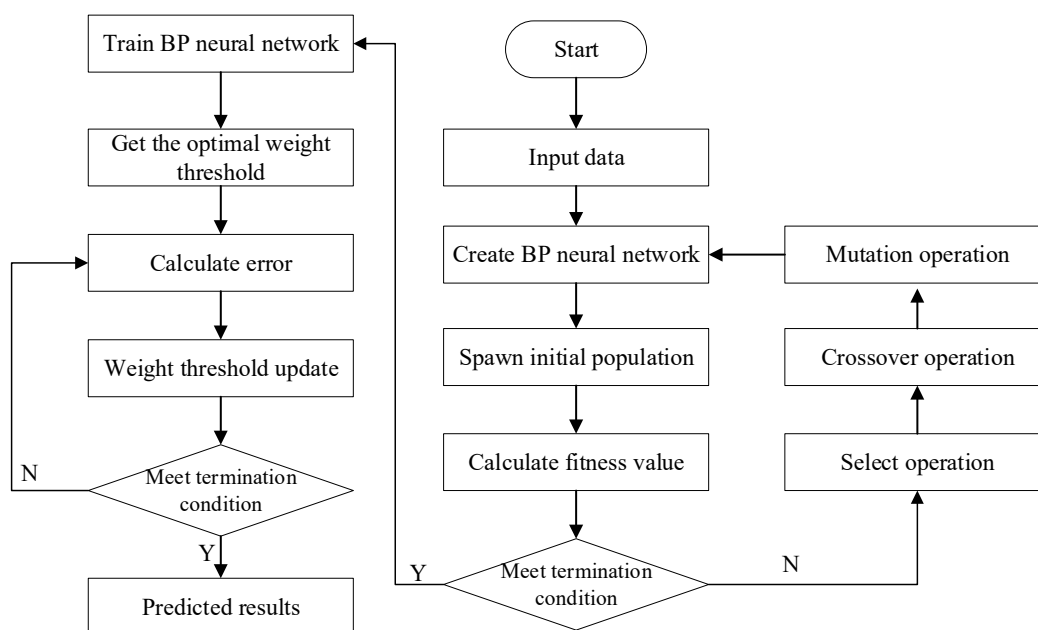 Train BP neural network
Start
Get the optimal weight
threshold
Input data
Calculate error
Create BP neural network
Mutation operation
Weight threshold update
Spawn initial population
Crossover operation
N
Meet termination
condition
Calculate fitness value
Select operation
Y
Predicted results
Y
Meet termination
condition
N